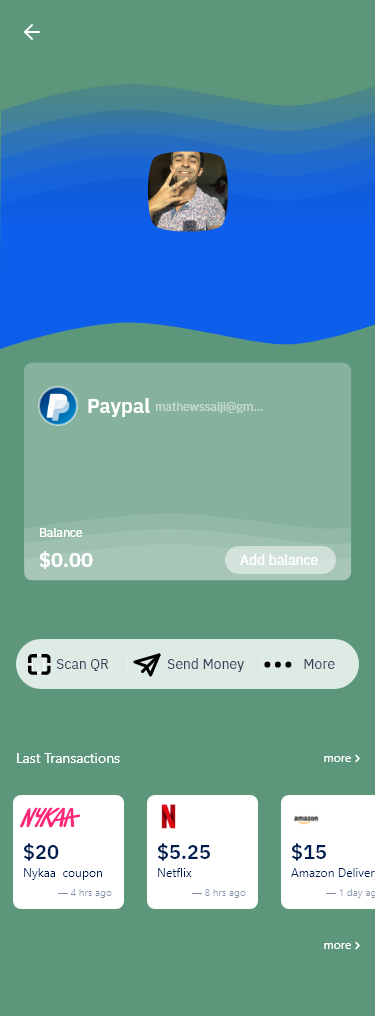 Paypal mathewssaiji@gm...
Balance
$0.00 Add balance
Scan QR Send Money More
Last Transactions more >
NYKAA N amazon
$20 $5.25 $15
Nykaa coupon Netflix Amazon Deliver
— 4 hrs ago — 8 hrs ago — 1 day ag
more >